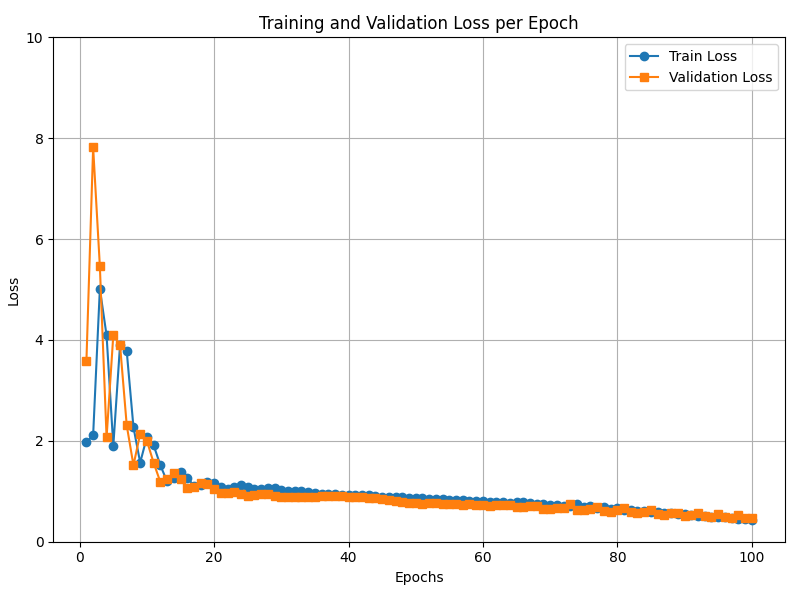 Training and Validation Loss per Epoch
Train Loss
Validation Loss
10
8
6
4
2
0
Loss
0 20 40 60 80 100
Epochs